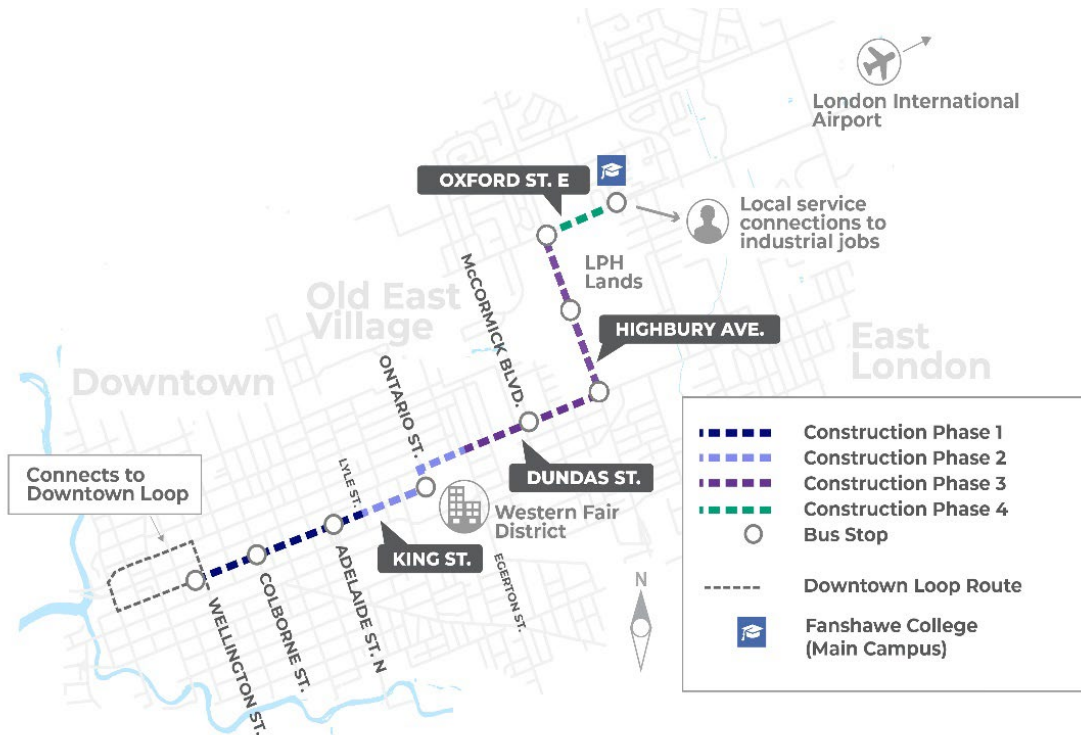 London International
Airport
OXFORD ST. E
Local service
connections to
industrial jobs
LPH
Lands
McCORMICK BLVD.
Old East
Village
HIGHBURY AVE.
East
London
Downtown
ONTARIO ST.
Connects to
Downtown Loop
LYLE ST.
DUNDAS ST.
Western Fair
District
KING ST.
EGERTON ST.
ADELAIDE ST. N
COLBORNE ST.
WELLINGTON ST.
N
Construction Phase 1
Construction Phase 2
Construction Phase 3
Construction Phase 4
Bus Stop
Downtown Loop Route
Fanshawe College
(Main Campus)